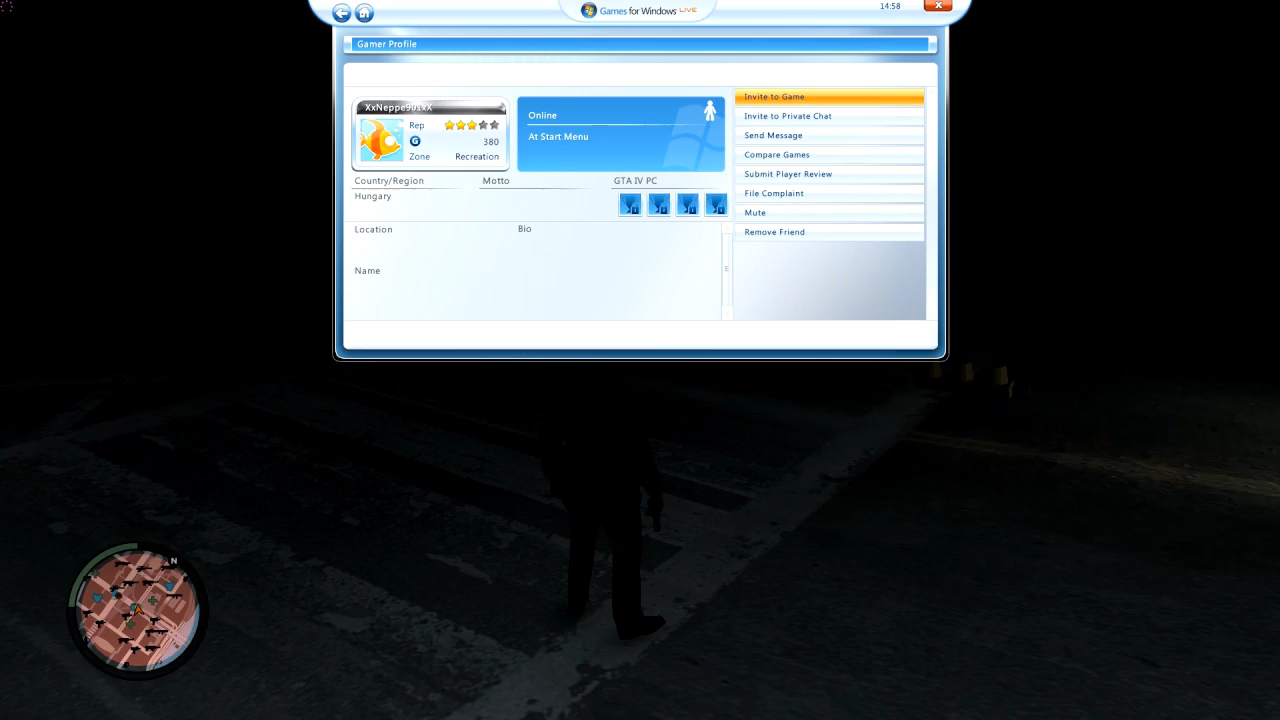 Games for Windows LIVE
14:58
Gamer Profile
XxNeppe901xX
Rep
G 380
Zone Recreation
Online
At Start Menu
Country/Region
Hungary
Motto
GTA IV PC
Location
Bio
Name
Invite to Game
Invite to Private Chat
Send Message
Compare Games
Submit Player Review
File Complaint
Mute
Remove Friend
N